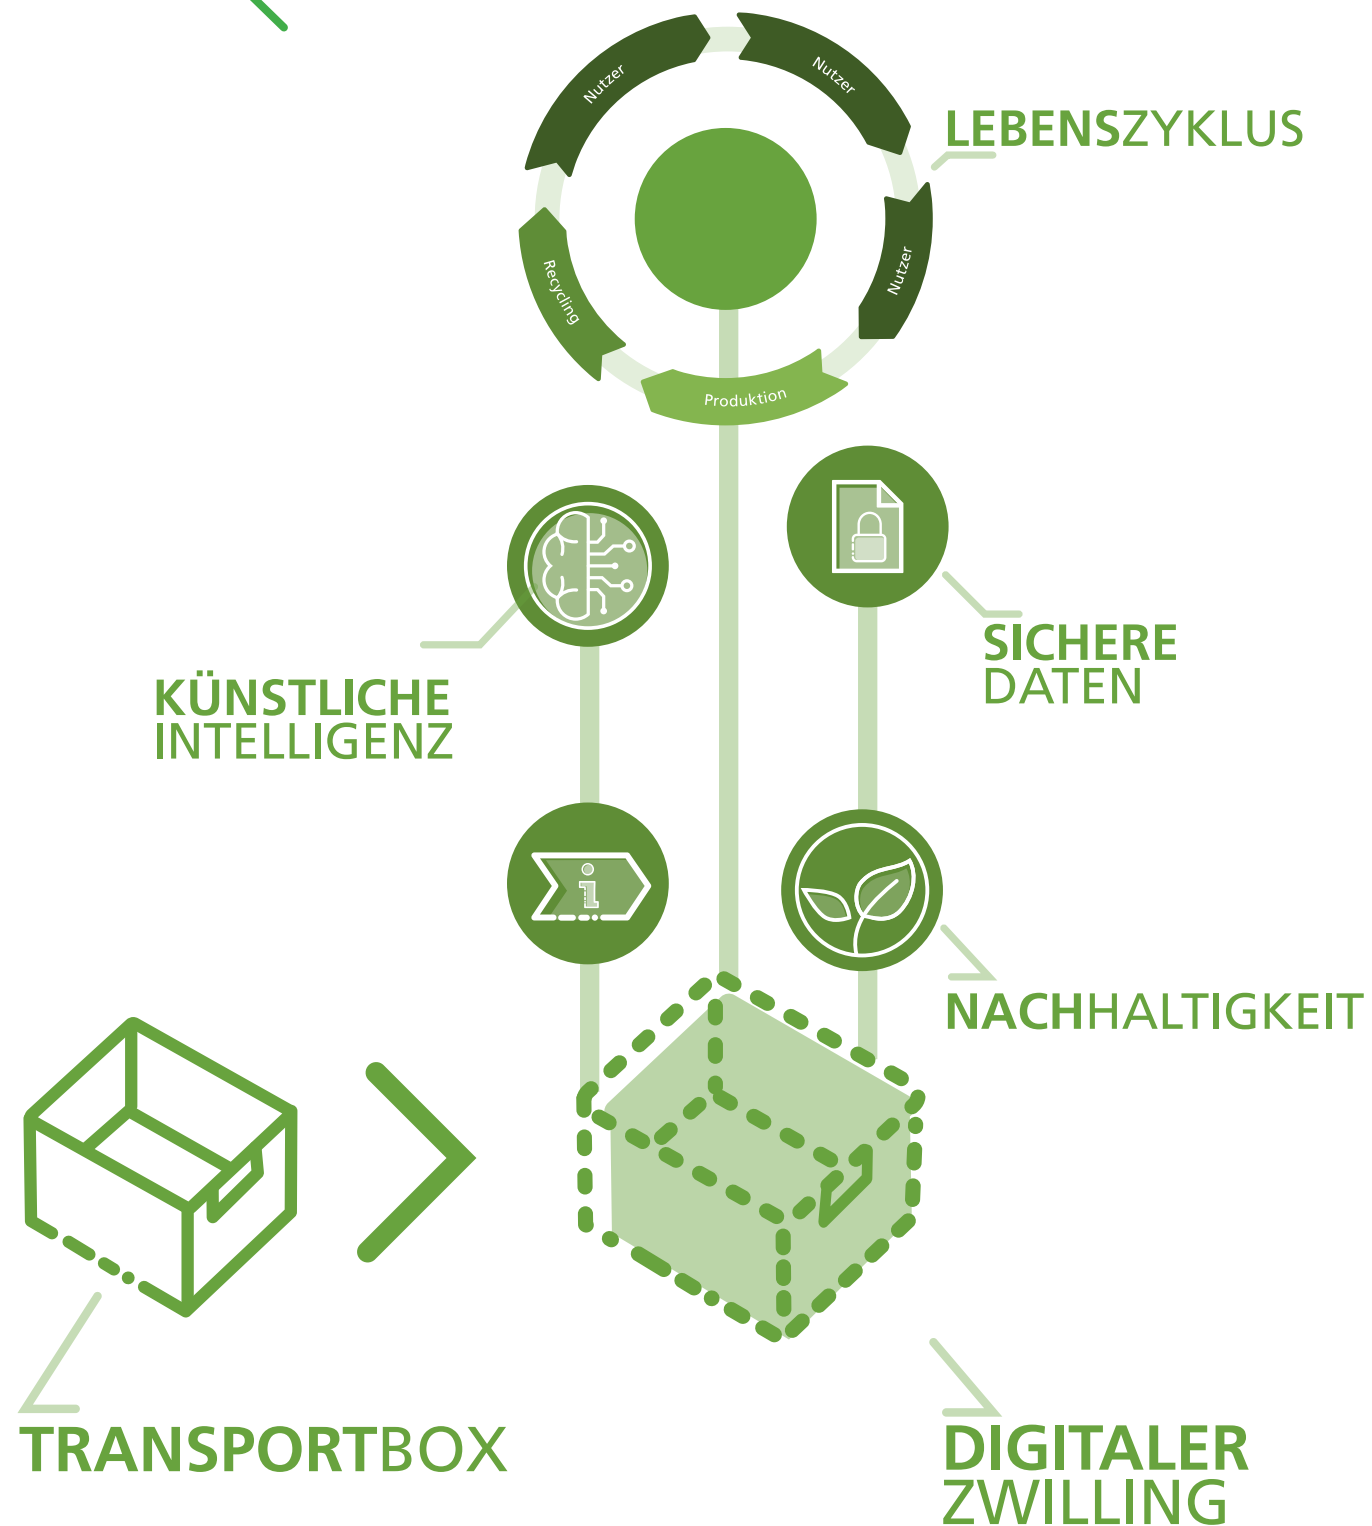 Nutzer
Nutzer
LEBENSZYKLUS
Nutzer
Recycling
Produktion
SICHERE
DATEN
KÜNSTLICHE
INTELLIGENZ
i
NACHHALTIGKEIT
TRANSPORTBOX
DIGITALER
ZWILLING